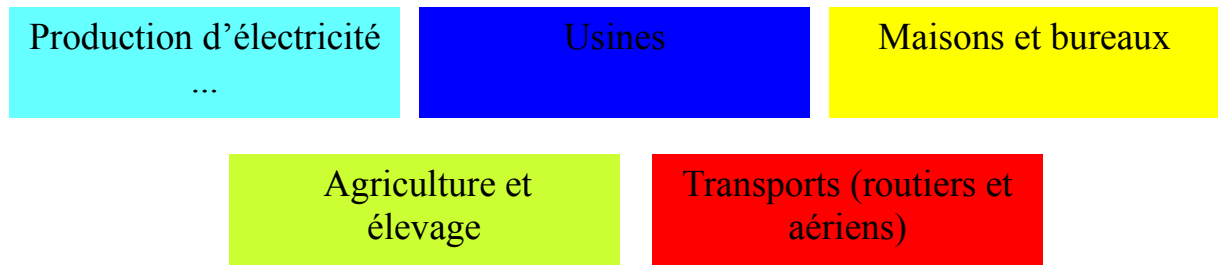 Production d’électricité
...
Usines
Maisons et bureaux
Agriculture et
élevage
Transports (routiers et
aériens)